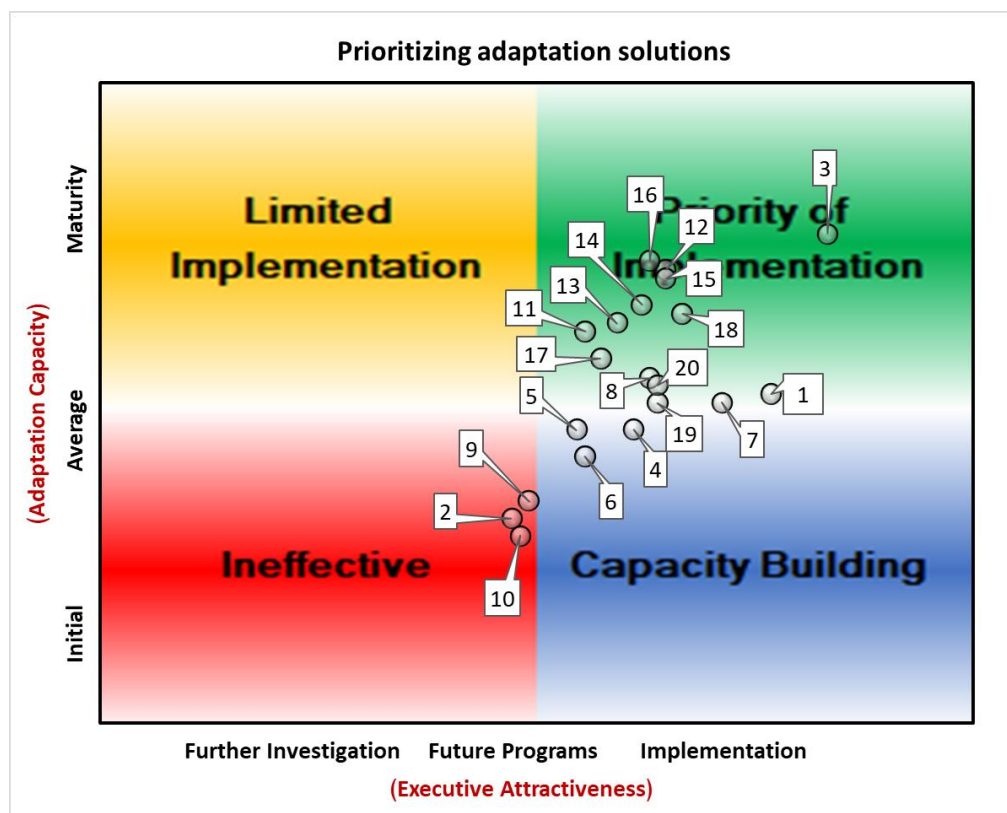 Prioritizing adaptation solutions
Maturity
Average
Initial
(Adaptation Capacity)
Limited
Implementation
Priority of
Implementation
Ineffective
Capacity Building
3
16
12
14
15
13
11
18
17
20
8
1
5
19
7
9
4
6
2
10
Further Investigation Future Programs Implementation
(Executive Attractiveness)